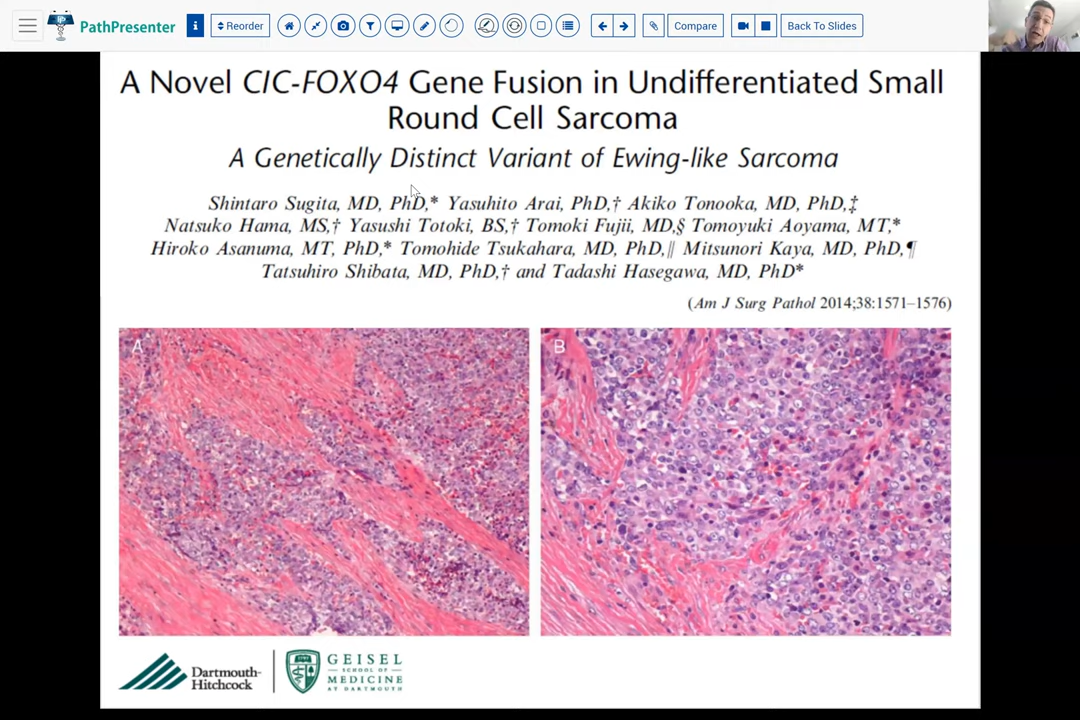 PathPresenter
i
Reorder
Compare
Back To Slides
A Novel CIC-FOXO4 Gene Fusion in Undifferentiated Small
Round Cell Sarcoma
A Genetically Distinct Variant of Ewing-like Sarcoma
Shintaro Sugita, MD, PhD,* Yasuhito Arai, PhD,† Akiko Tonooka, MD, PhD,‡
Natsuko Hama, MS,† Yasushi Totoki, BS,† Tomoki Fujii, MD,§ Tomoyuki Aoyama, MT,*
Hiroko Asanuma, MT, PhD,* Tomohide Tsukahara, MD, PhD,∥ Mitsunori Kaya, MD, PhD,¶
Tatsuhiro Shibata, MD, PhD,† and Tadashi Hasegawa, MD, PhD*
(Am J Surg Pathol 2014;38:1571–1576)
A
B
Dartmouth-
Hitchcock
GEISEL
SCHOOL OF
MEDICINE
AT DARTMOUTH